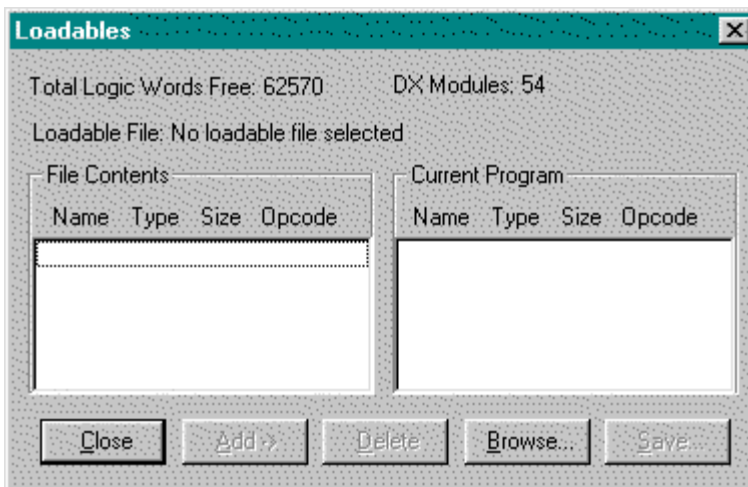 Loadables
Total Logic Words Free: 62570 DX Modules: 54
Loadable File: No loadable file selected
File Contents Current Program
Name Type Size Opcode Name Type Size Opcode
Close Add -> Delete Browse... Save...